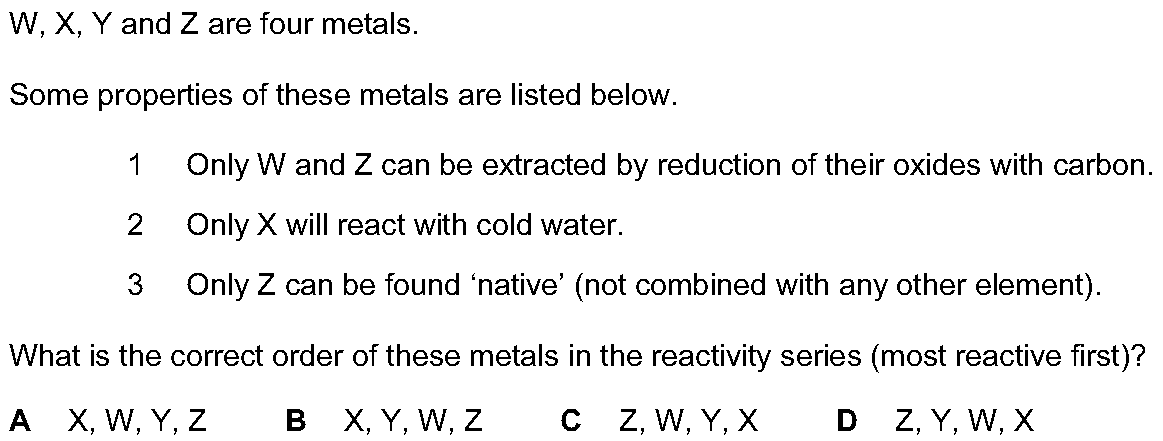 W, X, Y and Z are four metals.
Some properties of these metals are listed below.
1 Only W and Z can be extracted by reduction of their oxides with carbon.
2 Only X will react with cold water.
3 Only Z can be found ‘native’ (not combined with any other element).
What is the correct order of these metals in the reactivity series (most reactive first)?
A X, W, Y, Z B X, Y, W, Z C Z, W, Y, X D Z, Y, W, X